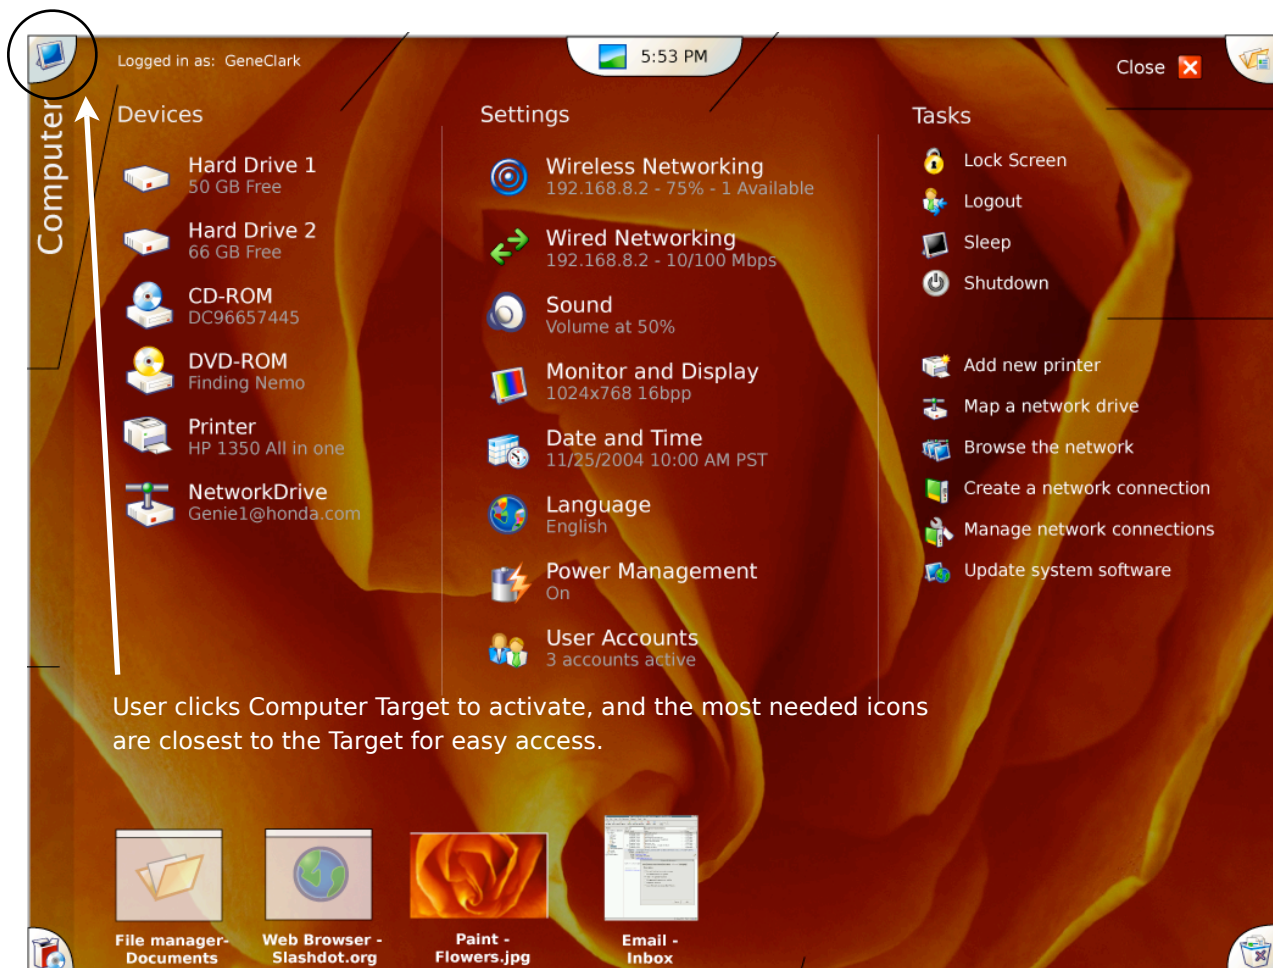 Logged in as: GeneClark
5:53 PM
Close
Computer
Devices
Hard Drive 1
50 GB Free
Hard Drive 2
66 GB Free
CD-ROM
DC96657445
DVD-ROM
Finding Nemo
Printer
HP 1350 All in one
NetworkDrive
Genie1@honda.com
Settings
Wireless Networking
192.168.8.2 - 75% - 1 Available
Wired Networking
192.168.8.2 - 10/100 Mbps
Sound
Volume at 50%
Monitor and Display
1024x768 16bpp
Date and Time
11/25/2004 10:00 AM PST
Language
English
Power Management
On
User Accounts
3 accounts active
Tasks
Lock Screen
Logout
Sleep
Shutdown
Add new printer
Map a network drive
Browse the network
Create a network connection
Manage network connections
Update system software
User clicks Computer Target to activate, and the most needed icons
are closest to the Target for easy access.
File manager-
Documents
Web Browser -
Slashdot.org
Paint -
Flowers.jpg
Email -
Inbox